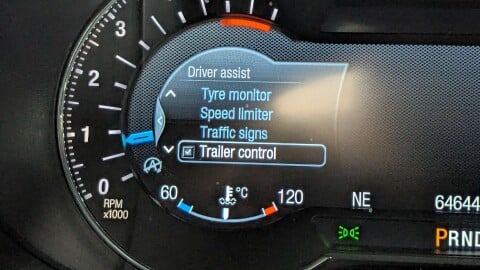 3
2
1
0
RPM
x1000
Driver assist
Tyre monitor
Speed limiter
Traffic signs
Trailer control
60 °C 120
NE 64644
PRND